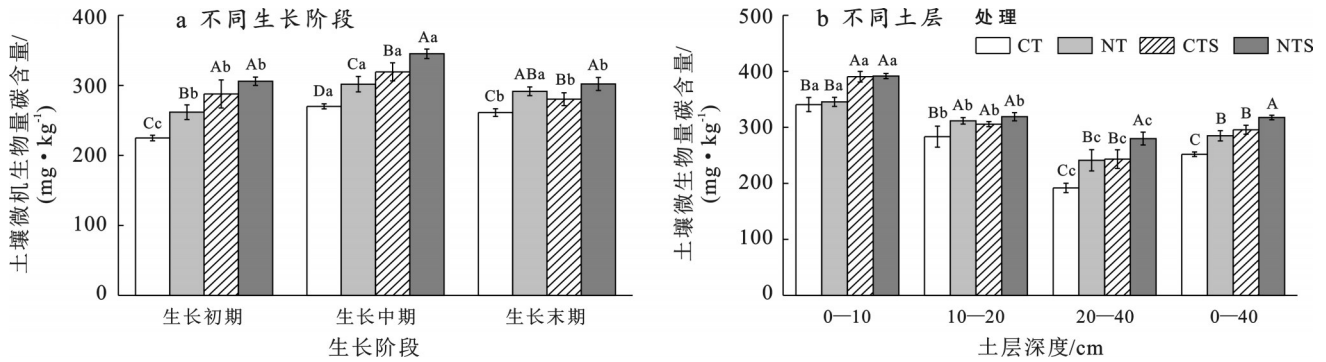 a 不同生长阶段
土壤微机生物量碳含量/
(mg·kg⁻¹)
400
300
200
100
0
Cc Bb Ab Ab
Da Ca Ba Aa
Cb ABa Bb Ab
生长初期 生长中期 生长末期
生长阶段
b 不同土层
处理
CT NT CTS NTS
土壤微生物量碳含量/
(mg·kg⁻¹)
500
400
300
200
100
0
Ba Ba Aa Aa
Bb Ab Ab Ab
Cc Bc Bc Ac
C B B A
0—10 10—20 20—40 0—40
土层深度/cm